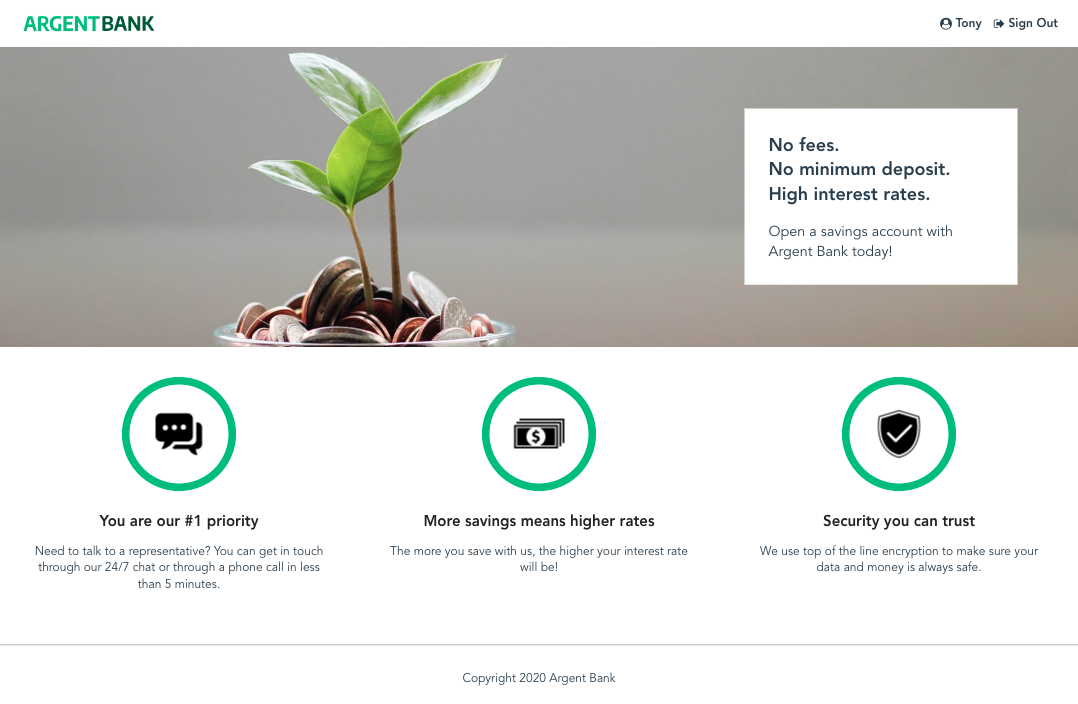 ARGENTBANK
Tony Sign Out
No fees.
No minimum deposit.
High interest rates.
Open a savings account with
Argent Bank today!
$
You are our #1 priority
Need to talk to a representative? You can get in touch
through our 24/7 chat or through a phone call in less
than 5 minutes.
More savings means higher rates
The more you save with us, the higher your interest rate
will be!
Security you can trust
We use top of the line encryption to make sure your
data and money is always safe.
Copyright 2020 Argent Bank